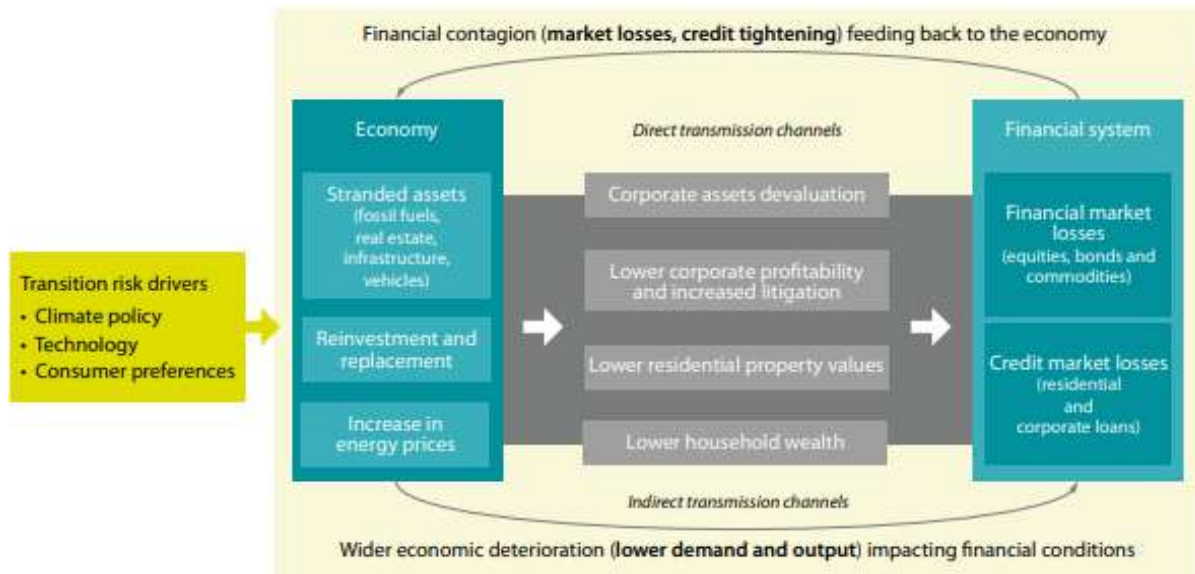 Financial contagion (market losses, credit tightening) feeding back to the economy
Economy
Direct transmission channels
Financial system
Stranded assets
(fossil fuels,
real estate,
infrastructure,
vehicles)
Corporate assets devaluation
Financial market
losses
(equities, bonds and
commodities)
Transition risk drivers
• Climate policy
• Technology
• Consumer preferences
Lower corporate profitability
and increased litigation
Reinvestment and
replacement
Lower residential property values
Credit market losses
(residential
and
corporate loans)
Increase in
energy prices
Lower household wealth
Indirect transmission channels
Wider economic deterioration (lower demand and output) impacting financial conditions